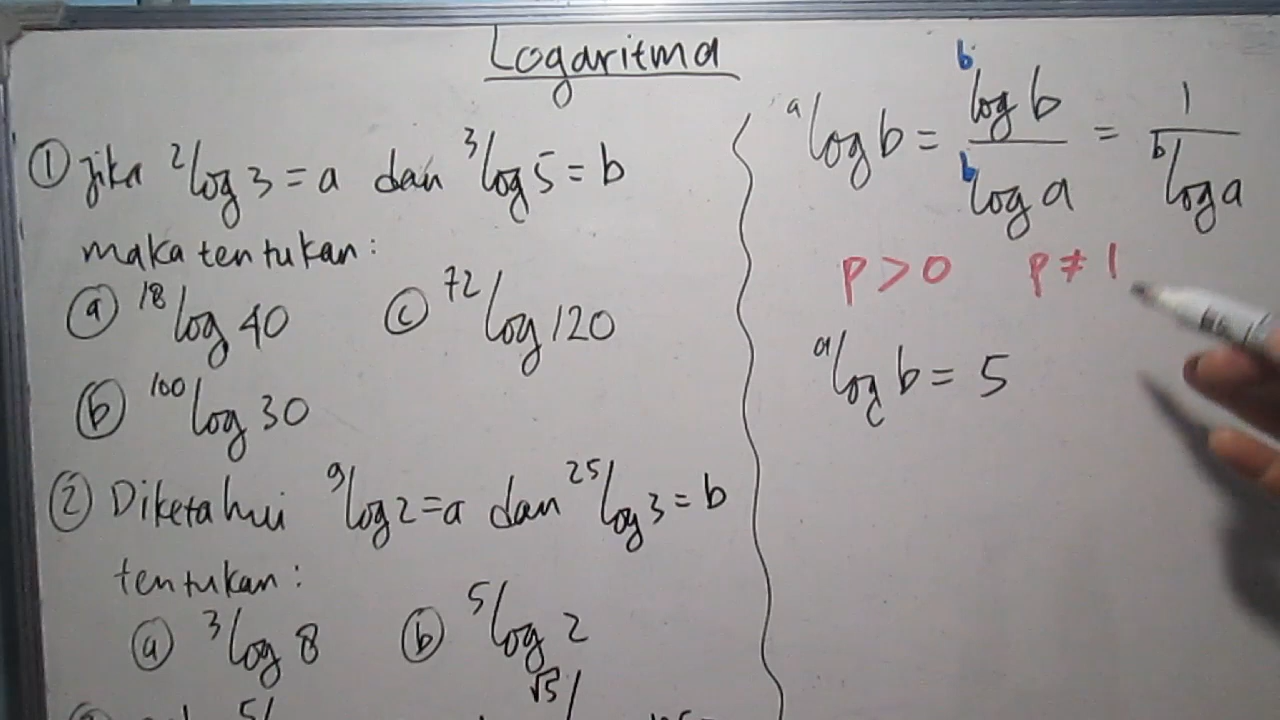 Logaritma
① Jika ²log 3 = a dan ³log 5 = b
maka tentukan:
ⓐ ¹⁸log 40 ⓒ ⁷²log 120
ⓑ ¹⁰⁰log 30
② Diketahui ⁹log 2 = a dan ²⁵log 3 = b
tentukan:
ⓐ ³log 8 ⓑ ⁵log 2
ᵃlog b = ᵇlog b / ᵇlog a = 1 / ᵇlog a
p > 0 p ≠ 1
ᵃlog b = 5